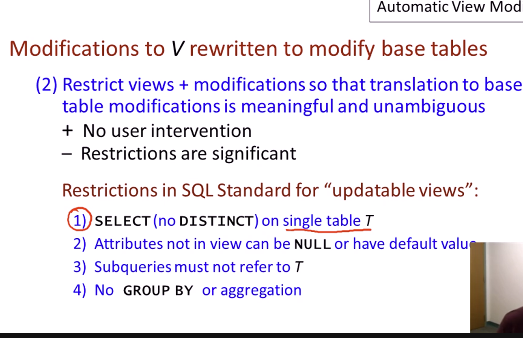 Automatic View Mod
Modifications to V rewritten to modify base tables
(2) Restrict views + modifications so that translation to base
table modifications is meaningful and unambiguous
+ No user intervention
– Restrictions are significant
Restrictions in SQL Standard for “updatable views”:
1) SELECT (no DISTINCT) on single table T
2) Attributes not in view can be NULL or have default value
3) Subqueries must not refer to T
4) No GROUP BY or aggregation